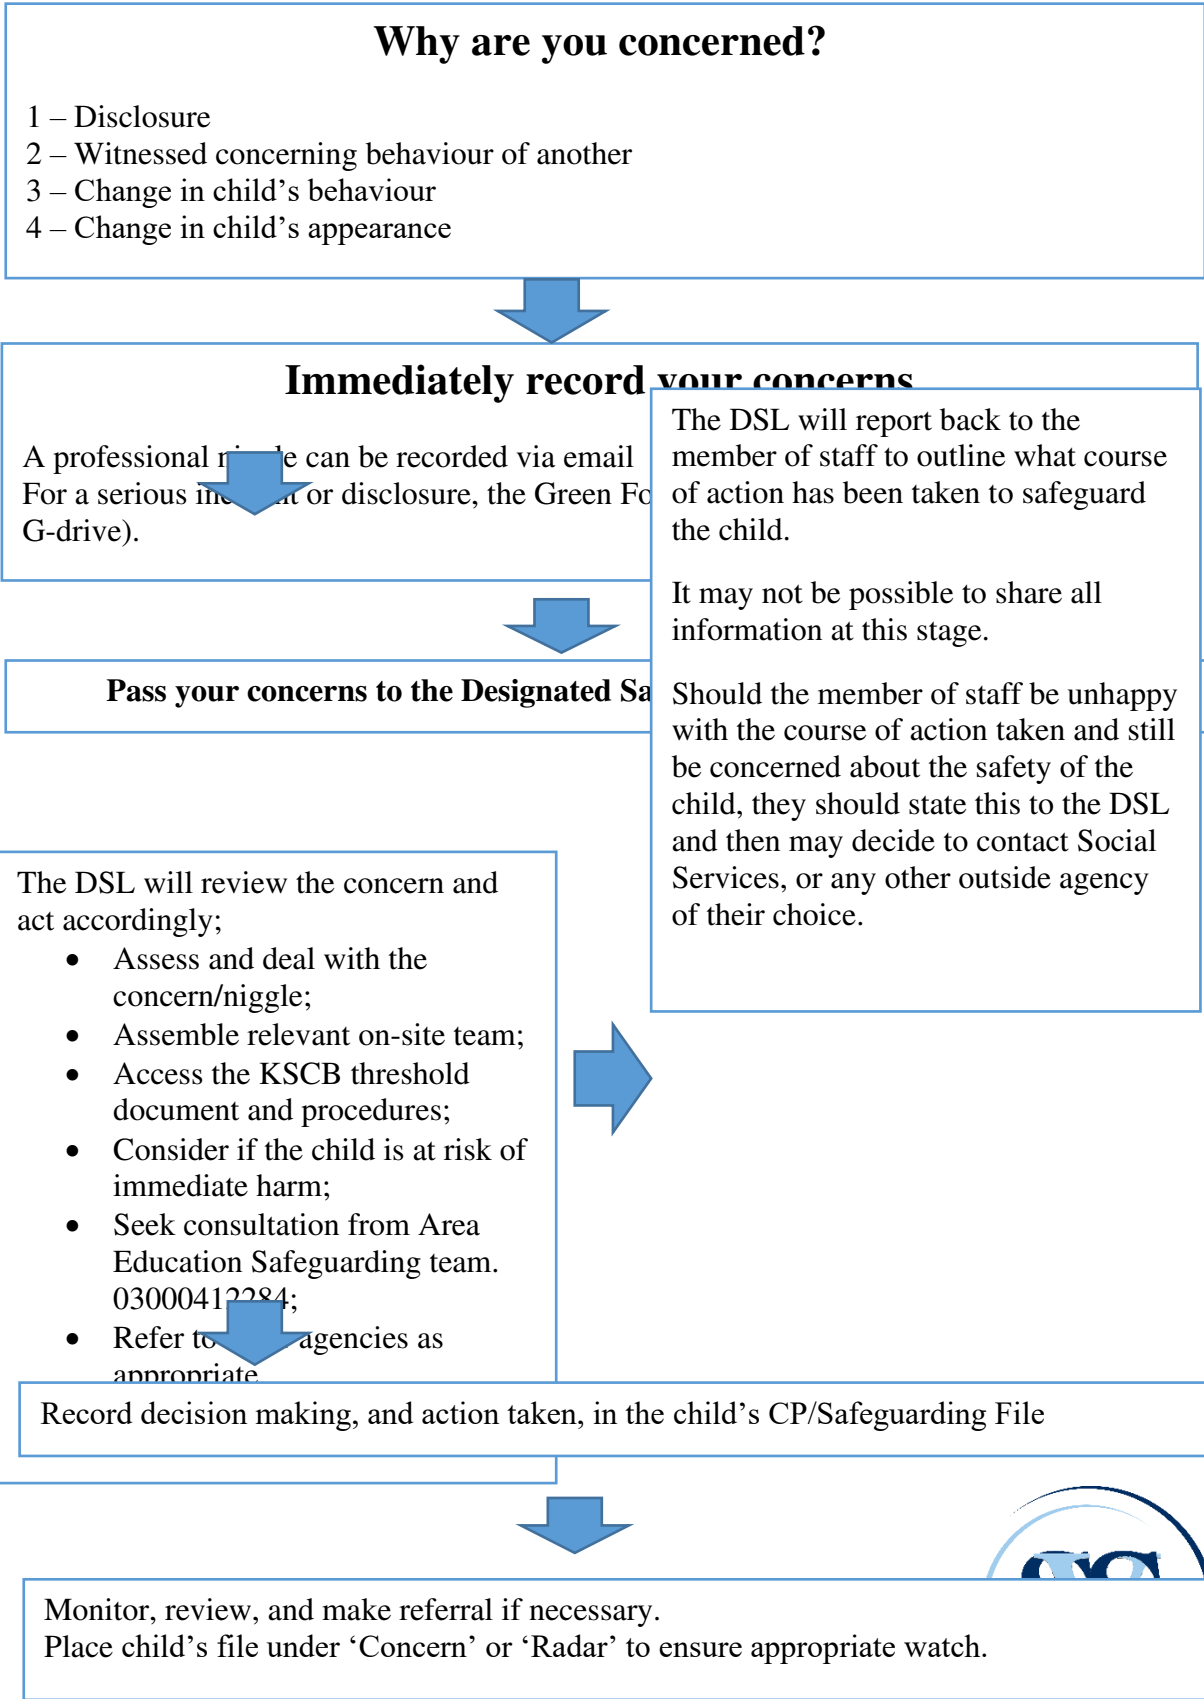 Why are you concerned?
1 – Disclosure
2 – Witnessed concerning behaviour of another
3 – Change in child’s behaviour
4 – Change in child’s appearance
Immediately record your concerns
A professional can be recorded via email
For a serious or disclosure, the Green
G-drive).
Pass your concerns to the Designated
The DSL will report back to the
member of staff to outline what course
of action has been taken to safeguard
the child.
It may not be possible to share all
information at this stage.
Should the member of staff be unhappy
with the course of action taken and still
be concerned about the safety of the
child, they should state this to the DSL
and then may decide to contact Social
Services, or any other outside agency
of their choice.
The DSL will review the concern and
act accordingly;
• Assess and deal with the
concern/niggle;
• Assemble relevant on-site team;
• Access the KSCB threshold
document and procedures;
• Consider if the child is at risk of
immediate harm;
• Seek consultation from Area
Education Safeguarding team.
03000412284;
• Refer to agencies as
appropriate
Record decision making, and action taken, in the child’s CP/Safeguarding File
Monitor, review, and make referral if necessary.
Place child’s file under ‘Concern’ or ‘Radar’ to ensure appropriate watch.